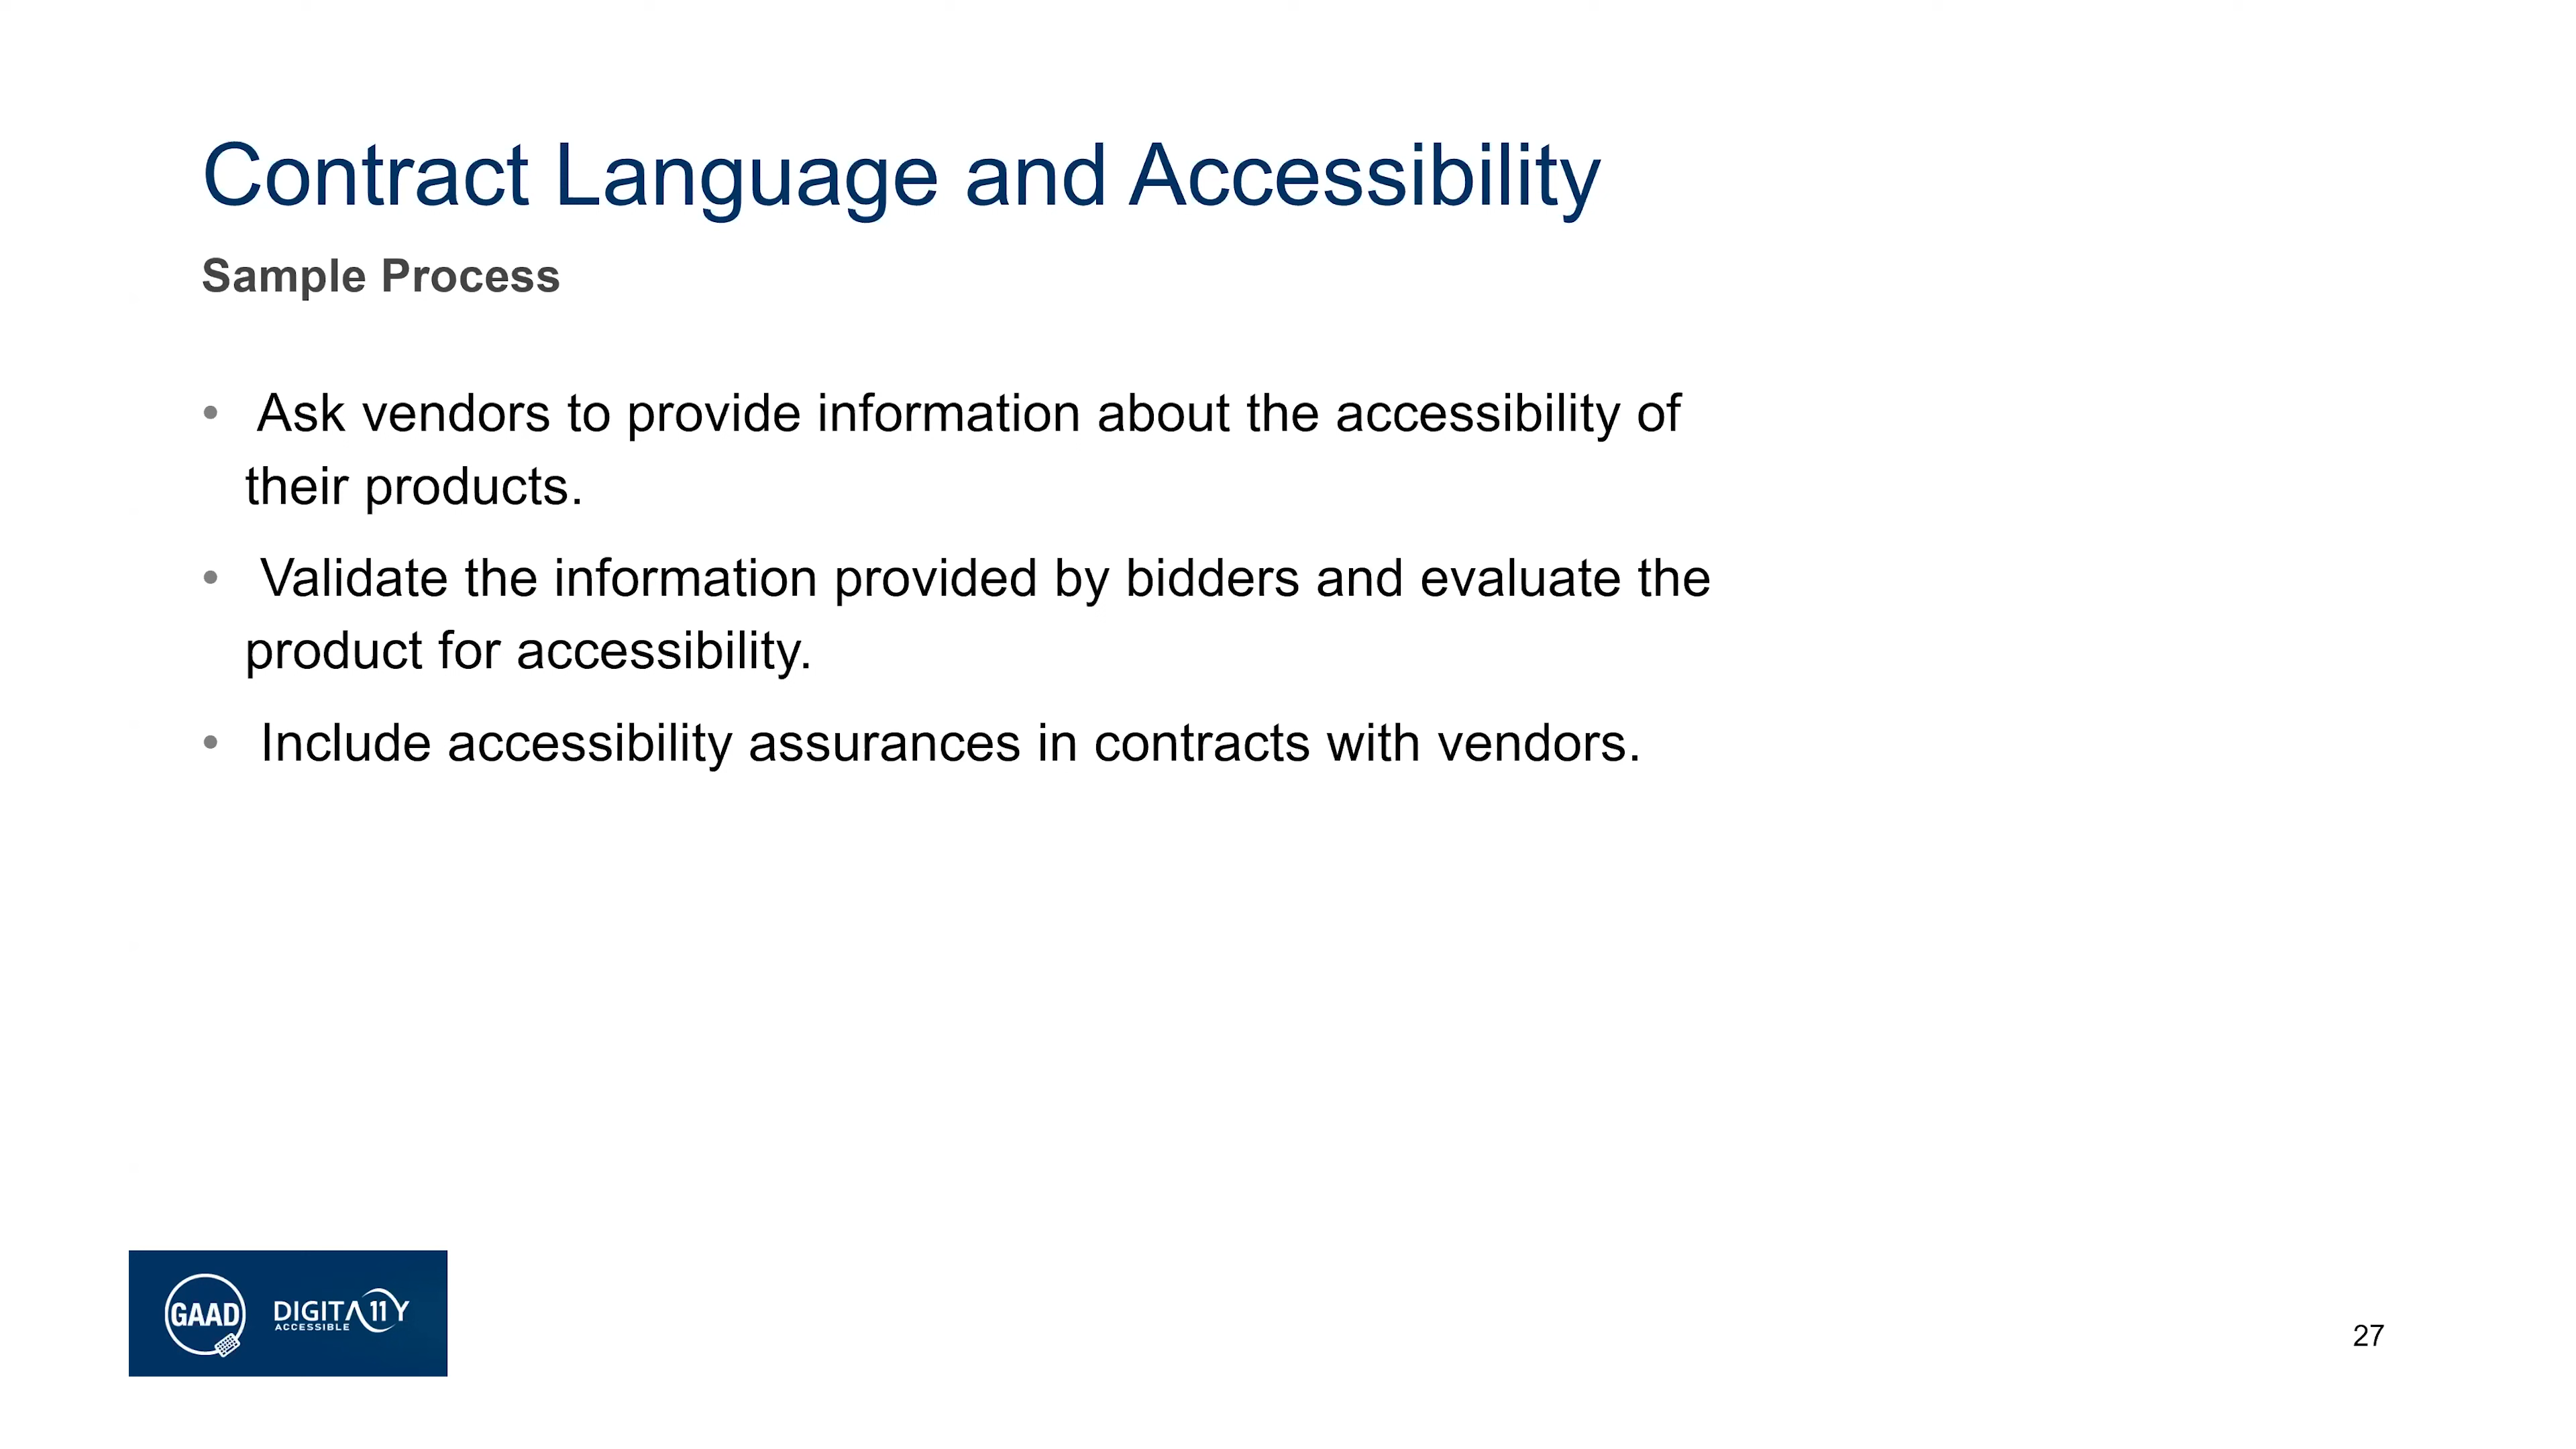 Contract Language and Accessibility
Sample Process
• Ask vendors to provide information about the accessibility of
their products.
• Validate the information provided by bidders and evaluate the
product for accessibility.
• Include accessibility assurances in contracts with vendors.
GAAD
DIGITA11Y
ACCESSIBLE
27